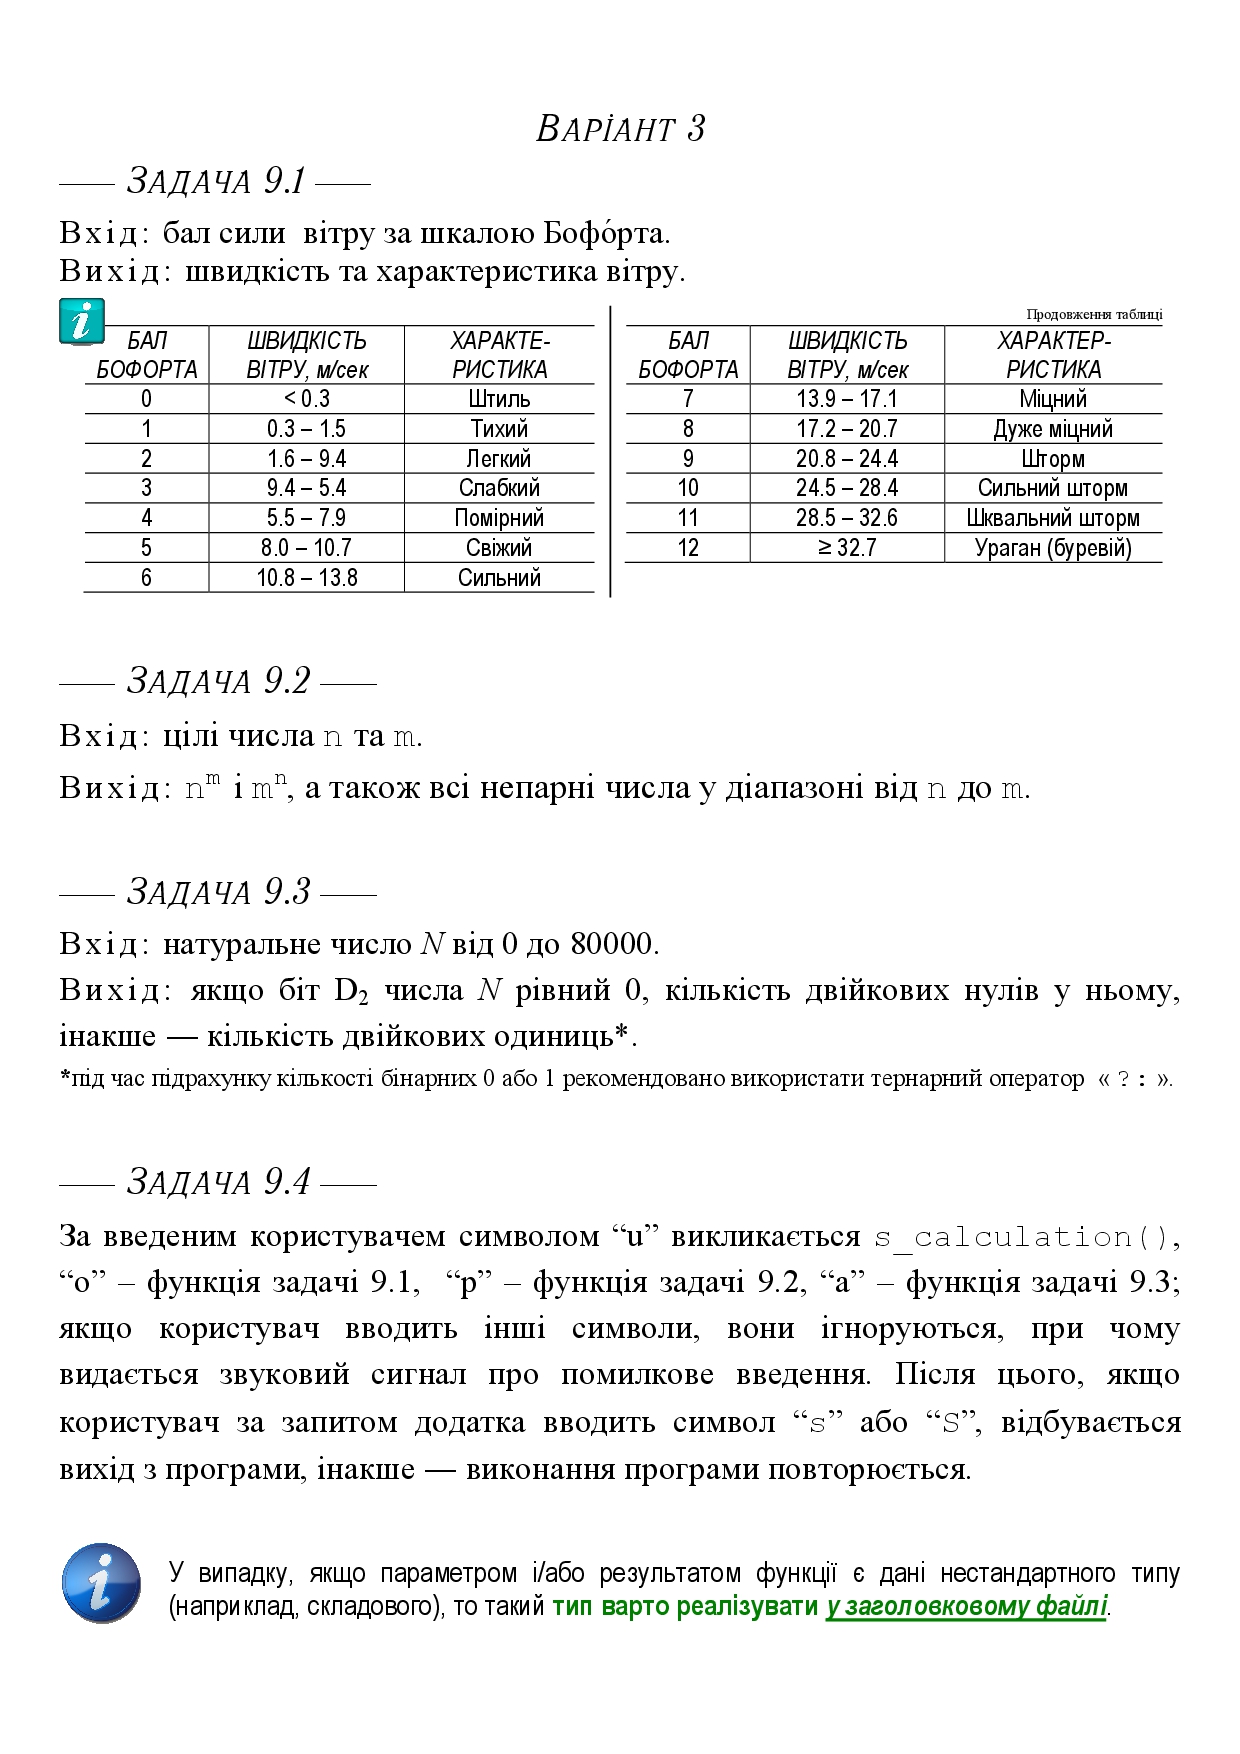 ВАРІАНТ 3
ЗАДАЧА 9.1
Вхід: бал сили вітру за шкалою Бофо́рта.
Вихід: швидкість та характеристика вітру.
БАЛ БОФОРТА ШВИДКІСТЬ ВІТРУ, м/сек ХАРАКТЕ-РИСТИКА
0 < 0.3 Штиль
1 0.3 – 1.5 Тихий
2 1.6 – 9.4 Легкий
3 9.4 – 5.4 Слабкий
4 5.5 – 7.9 Помірний
5 8.0 – 10.7 Свіжий
6 10.8 – 13.8 Сильний
Продовження таблиці
БАЛ БОФОРТА ШВИДКІСТЬ ВІТРУ, м/сек ХАРАКТЕР-РИСТИКА
7 13.9 – 17.1 Міцний
8 17.2 – 20.7 Дуже міцний
9 20.8 – 24.4 Шторм
10 24.5 – 28.4 Сильний шторм
11 28.5 – 32.6 Шквальний шторм
12 ≥ 32.7 Ураган (буревій)
ЗАДАЧА 9.2
Вхід: цілі числа n та m.
Вихід: nᵐ і mⁿ, а також всі непарні числа у діапазоні від n до m.
ЗАДАЧА 9.3
Вхід: натуральне число N від 0 до 80000.
Вихід: якщо біт D₂ числа N рівний 0, кількість двійкових нулів у ньому,
інакше — кількість двійкових одиниць*.
*під час підрахунку кількості бінарних 0 або 1 рекомендовано використати тернарний оператор « ?: ».
ЗАДАЧА 9.4
За введеним користувачем символом “u” викликається s_calculation(),
“o” – функція задачі 9.1, “p” – функція задачі 9.2, “a” – функція задачі 9.3;
якщо користувач вводить інші символи, вони ігноруються, при чому
видається звуковий сигнал про помилкове введення. Після цього, якщо
користувач за запитом додатка вводить символ “s” або “S”, відбувається
вихід з програми, інакше — виконання програми повторюється.
У випадку, якщо параметром і/або результатом функції є дані нестандартного типу
(наприклад, складового), то такий тип варто реалізувати у заголовковому файлі.